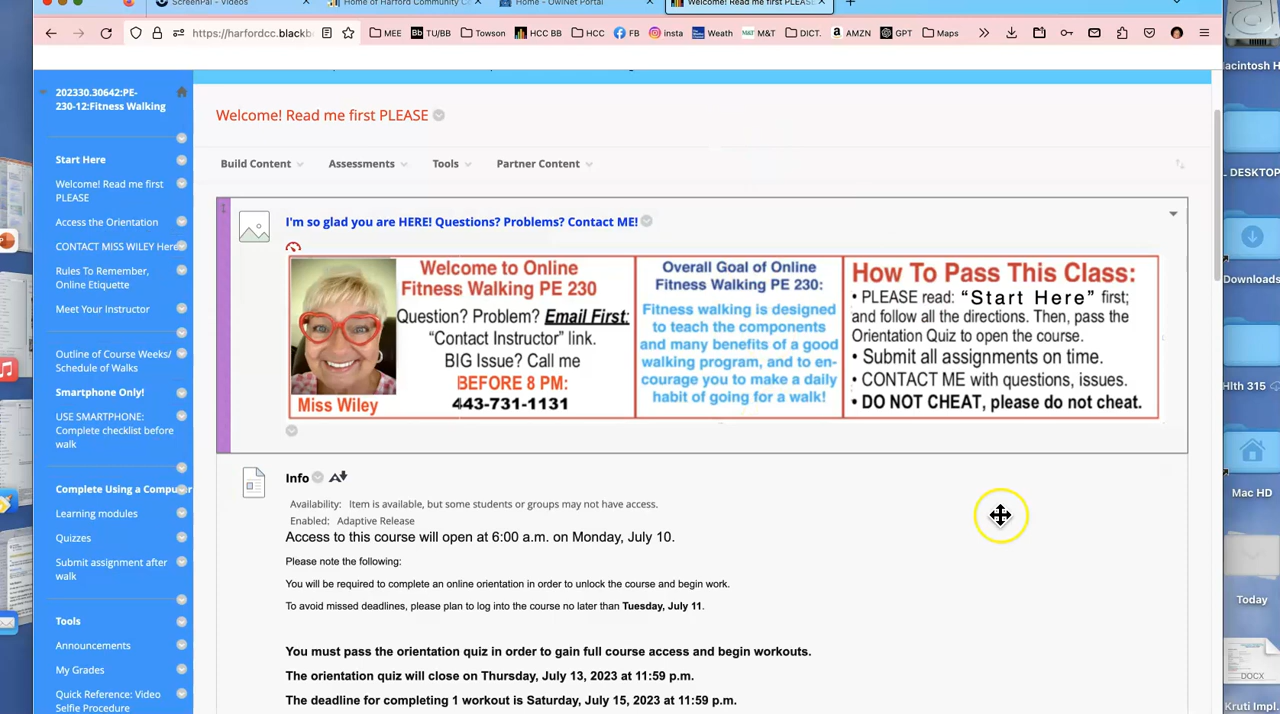 ScreenPal - Videos
Home of Harford Community C
Home - OwlNet Portal
Welcome! Read me first PLEASE
https://harfordcc.blackb
MEE
TU/BB
Towson
HCC BB
HCC
FB
insta
Weath
M&T
DICT.
AMZN
GPT
Maps
acintosh H
202330.30642:PE-
230-12:Fitness Walking
Start Here
Welcome! Read me first
PLEASE
Access the Orientation
CONTACT MISS WILEY Here
Rules To Remember,
Online Etiquette
Meet Your Instructor
Outline of Course Weeks/
Schedule of Walks
Smartphone Only!
USE SMARTPHONE:
Complete checklist before
walk
Complete Using a Computer
Learning modules
Quizzes
Submit assignment after
walk
Tools
Announcements
My Grades
Quick Reference: Video
Selfie Procedure
Welcome! Read me first PLEASE
Build Content
Assessments
Tools
Partner Content
I'm so glad you are HERE! Questions? Problems? Contact ME!
Welcome to Online
Fitness Walking PE 230
Question? Problem? Email First:
"Contact Instructor" link.
BIG Issue? Call me
BEFORE 8 PM:
443-731-1131
Miss Wiley
Overall Goal of Online
Fitness Walking PE 230:
Fitness walking is designed
to teach the components
and many benefits of a good
walking program, and to en-
courage you to make a daily
habit of going for a walk!
How To Pass This Class:
• PLEASE read: "Start Here" first;
and follow all the directions. Then, pass the
Orientation Quiz to open the course.
• Submit all assignments on time.
• CONTACT ME with questions, issues.
• DO NOT CHEAT, please do not cheat.
Info
Availability: Item is available, but some students or groups may not have access.
Enabled: Adaptive Release
Access to this course will open at 6:00 a.m. on Monday, July 10.
Please note the following:
You will be required to complete an online orientation in order to unlock the course and begin work.
To avoid missed deadlines, please plan to log into the course no later than Tuesday, July 11.
You must pass the orientation quiz in order to gain full course access and begin workouts.
The orientation quiz will close on Thursday, July 13, 2023 at 11:59 p.m.
The deadline for completing 1 workout is Saturday, July 15, 2023 at 11:59 p.m.
DESKTOP
Downloads
Hlth 315
Mac HD
Today
DOCX
Kruti Impl.